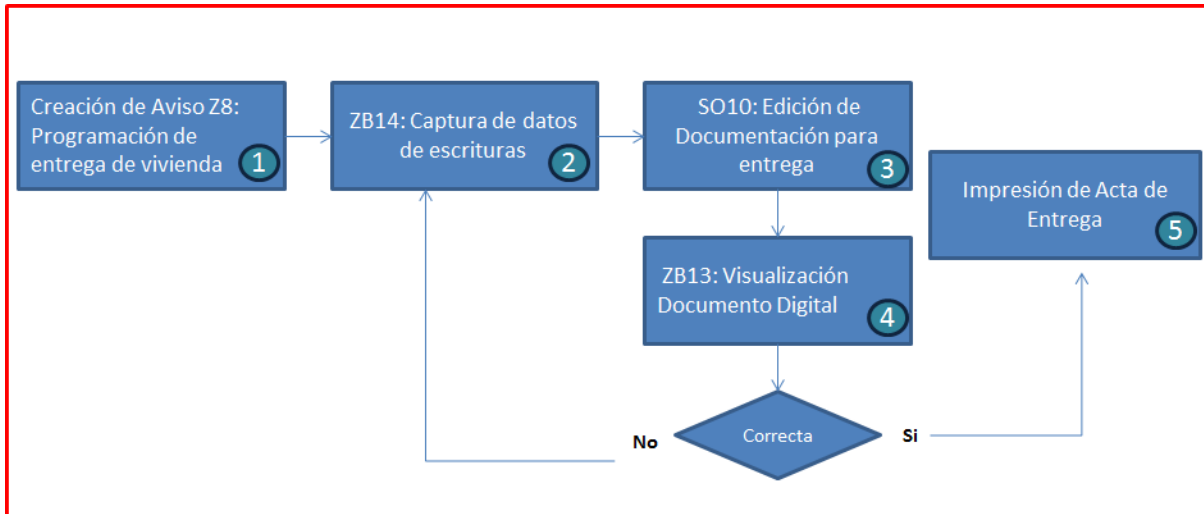 Creación de Aviso Z8:
Programación de
entrega de vivienda
1
ZB14: Captura de datos
de escrituras
2
SO10: Edición de
Documentación para
entrega
3
ZB13: Visualización
Documento Digital
4
Impresión de Acta de
Entrega
5
Correcta
No
Si